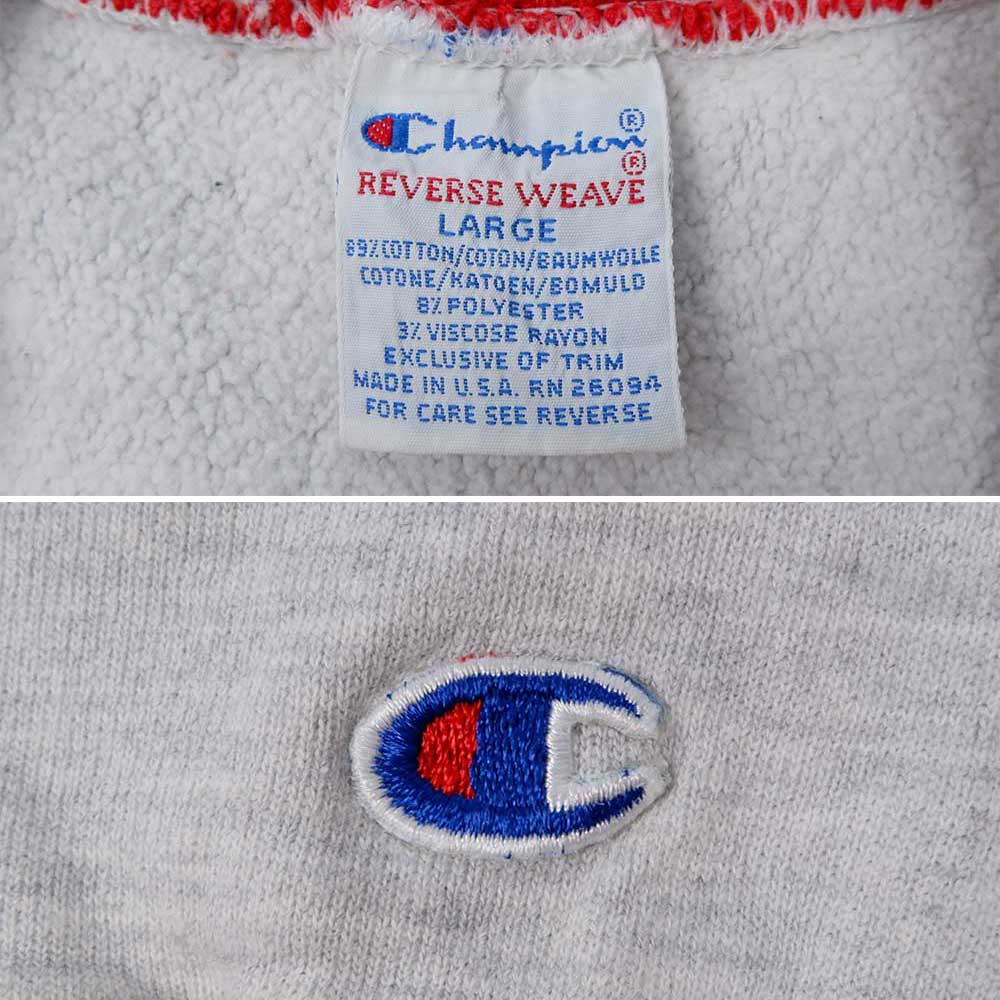 Champion®
REVERSE WEAVE®
LARGE
89% COTTON/COTON/BAUMWOLLE
COTONE/KATOEN/BOMULD
8% POLYESTER
3% VISCOSE RAYON
EXCLUSIVE OF TRIM
MADE IN U.S.A. RN 26094
FOR CARE SEE REVERSE
C